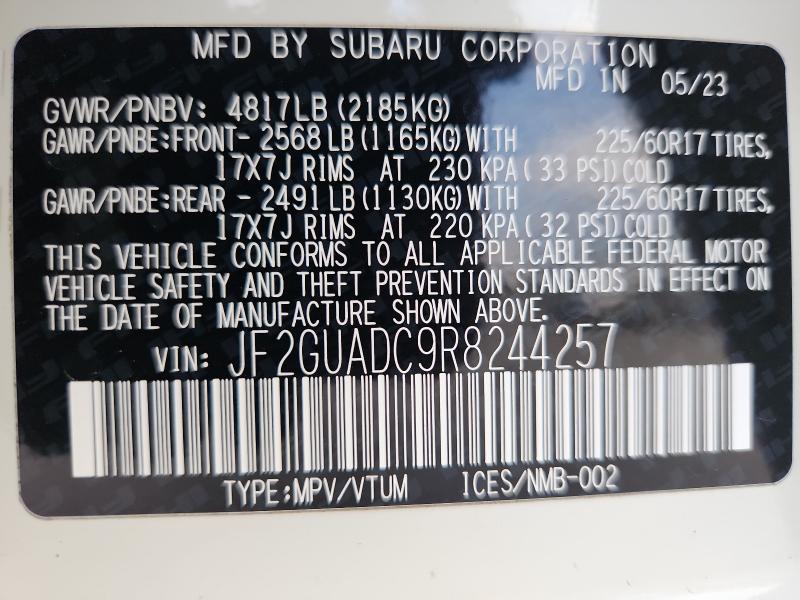 MFD BY SUBARU CORPORATION
MFD IN 05/23
GVWR/PNBV: 4817LB (2185KG)
GAWR/PNBE:FRONT- 2568 LB (1165KG) WITH 225/60R17 TIRES,
17X7J RIMS AT 230 KPA ( 33 PSI) COLD
GAWR/PNBE:REAR - 2491 LB (1130KG) WITH 225/60R17 TIRES,
17X7J RIMS AT 220 KPA ( 32 PSI) COLD
THIS VEHICLE CONFORMS TO ALL APPLICABLE FEDERAL MOTOR
VEHICLE SAFETY AND THEFT PREVENTION STANDARDS IN EFFECT ON
THE DATE OF MANUFACTURE SHOWN ABOVE.
VIN: JF2GUADC9R8244257
TYPE:MPV/VTUM ICES/NMB-002